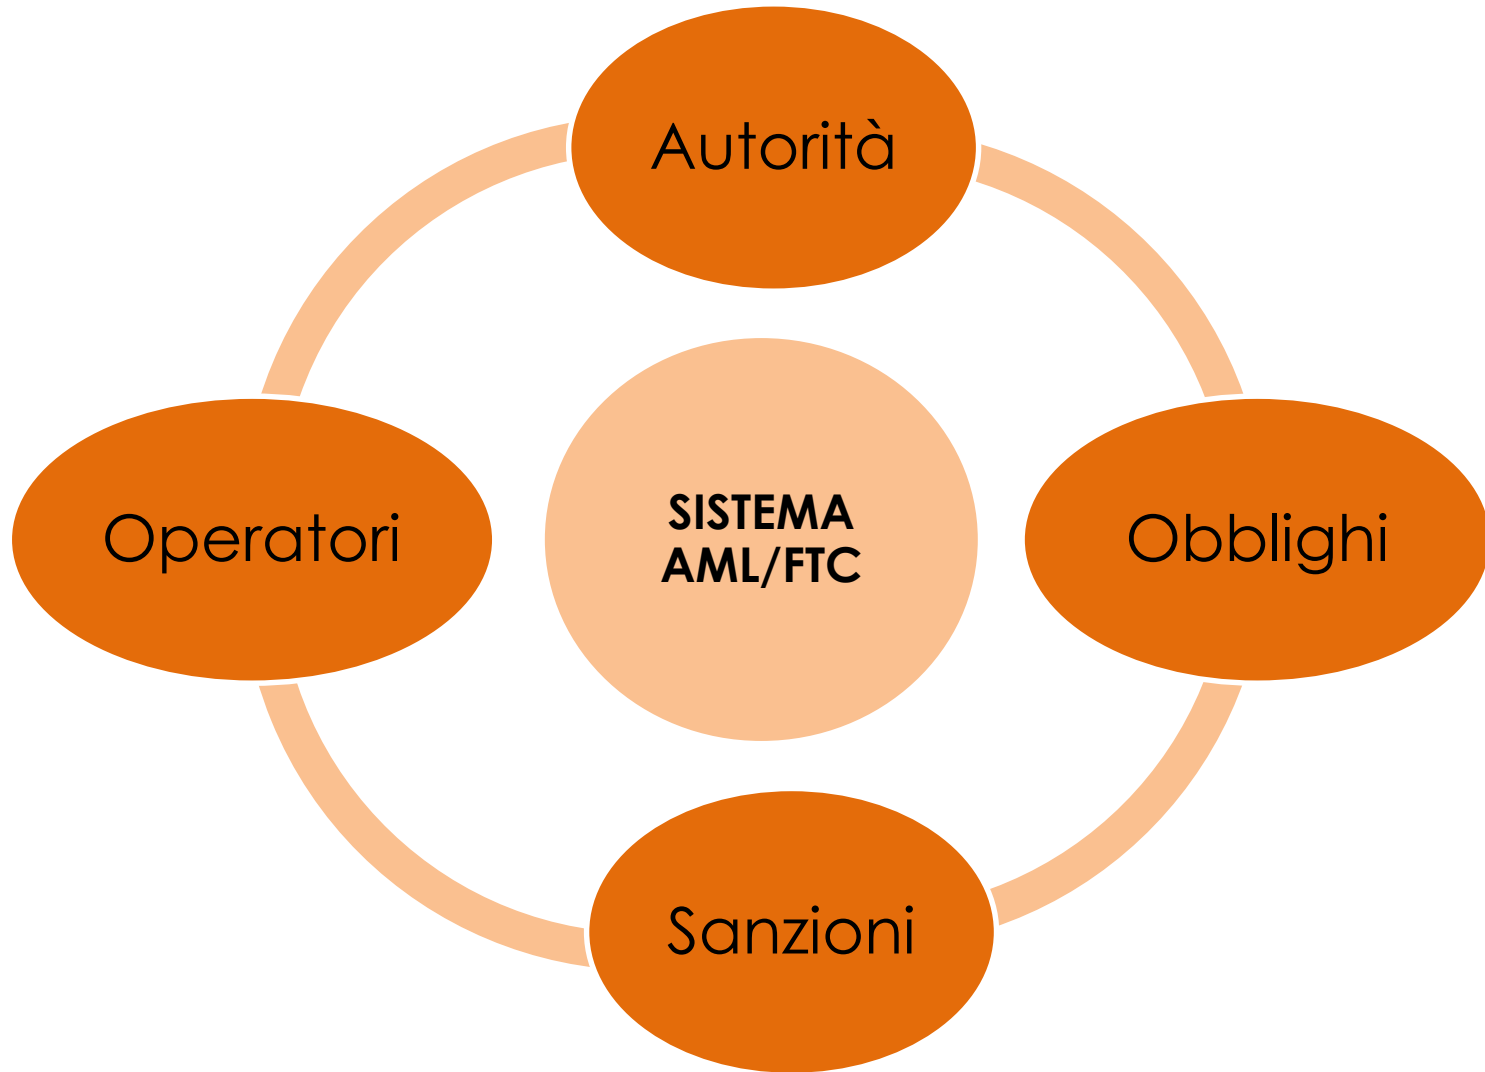 Autorità
Operatori
SISTEMA
AML/FTC
Obblighi
Sanzioni